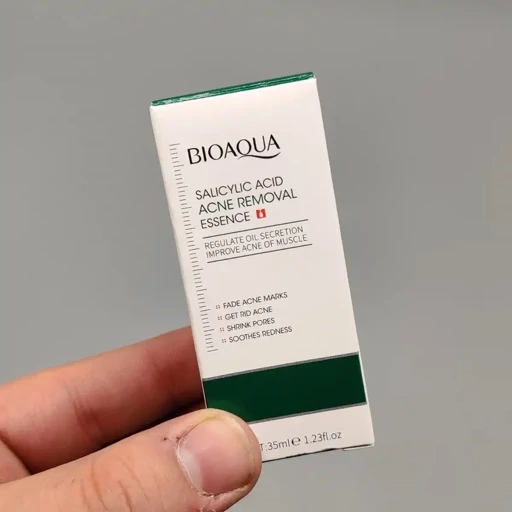 BIOAQUA
SALICYLIC ACID
ACNE REMOVAL
ESSENCE
REGULATE OIL SECRETION
IMPROVE ACNE OF MUSCLE
:: FADE ACNE MARKS
:: GET RID ACNE
:: SHRINK PORES
:: SOOTHES REDNESS
T:35ml℮ 1.23fl.oz